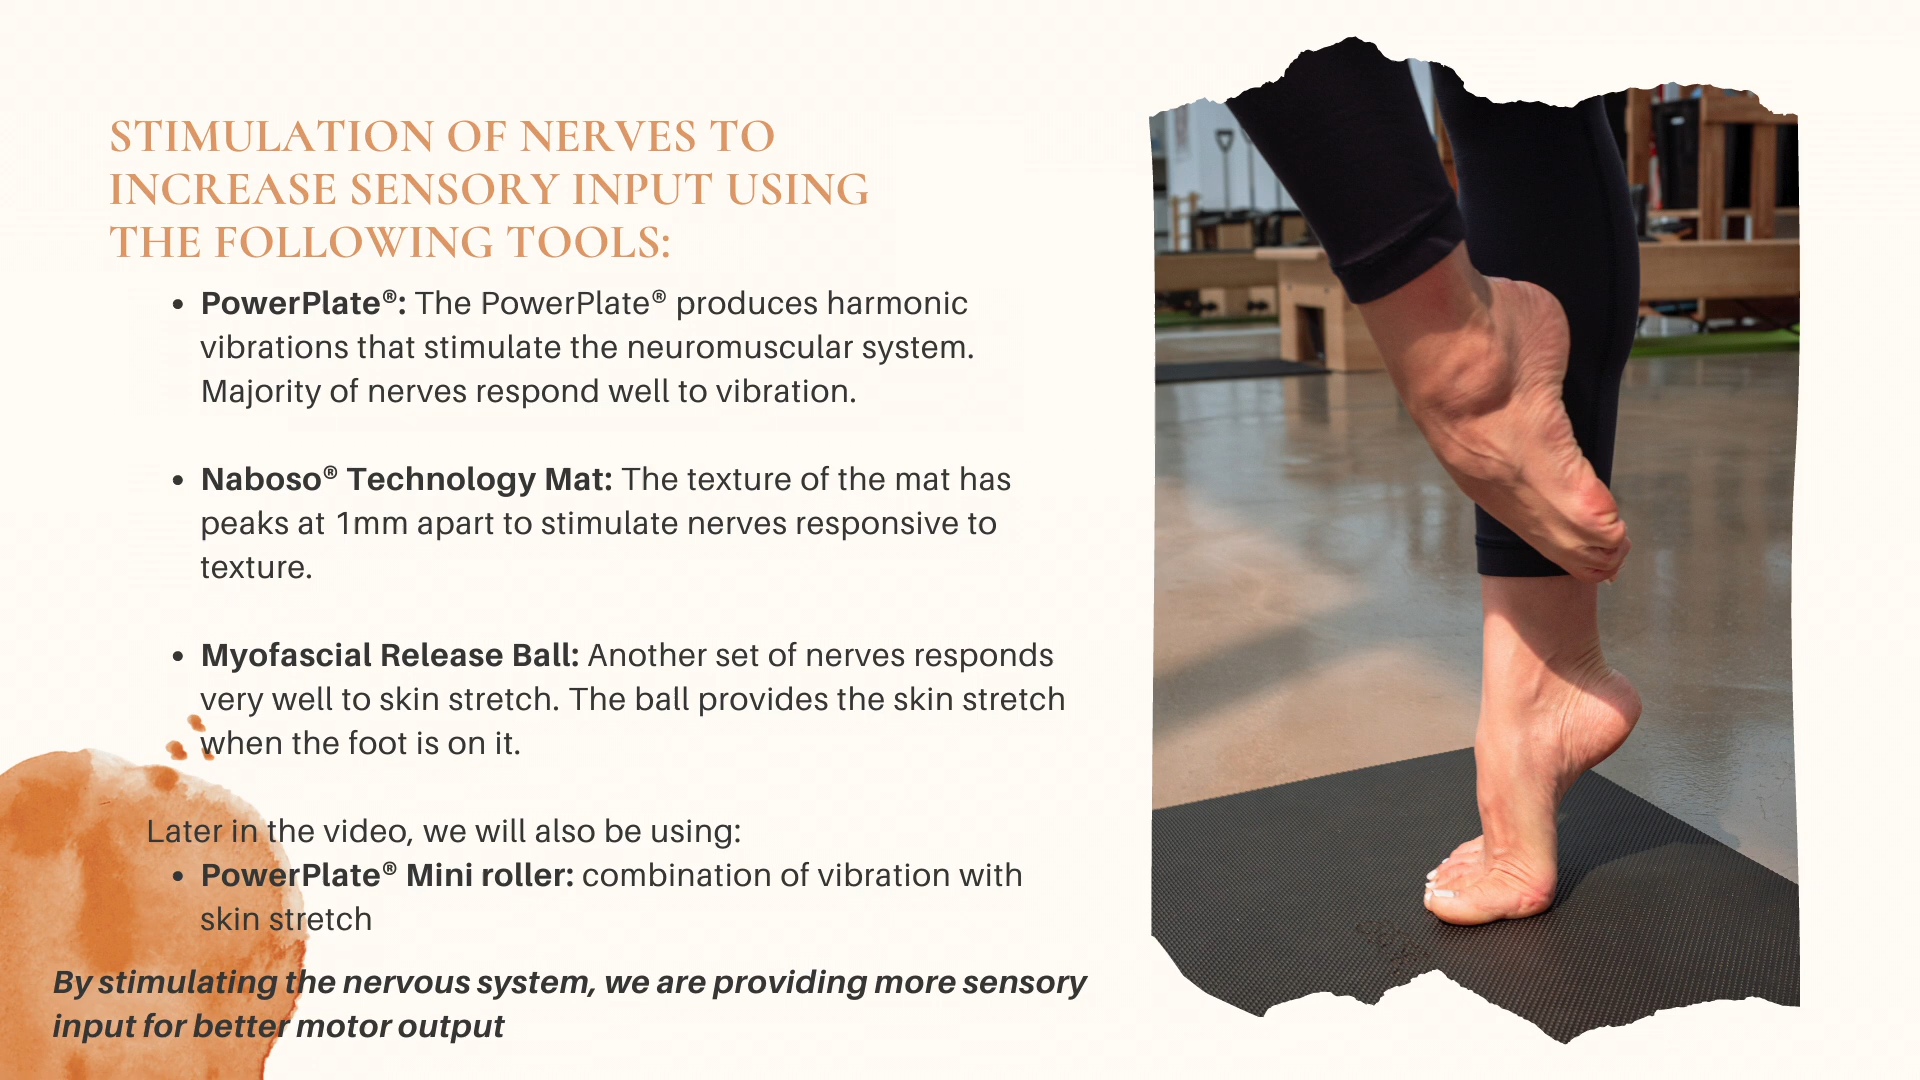 STIMULATION OF NERVES TO
INCREASE SENSORY INPUT USING
THE FOLLOWING TOOLS:
• PowerPlate®: The PowerPlate® produces harmonic
vibrations that stimulate the neuromuscular system.
Majority of nerves respond well to vibration.
• Naboso® Technology Mat: The texture of the mat has
peaks at 1mm apart to stimulate nerves responsive to
texture.
• Myofascial Release Ball: Another set of nerves responds
very well to skin stretch. The ball provides the skin stretch
when the foot is on it.
Later in the video, we will also be using:
• PowerPlate® Mini roller: combination of vibration with
skin stretch
By stimulating the nervous system, we are providing more sensory
input for better motor output